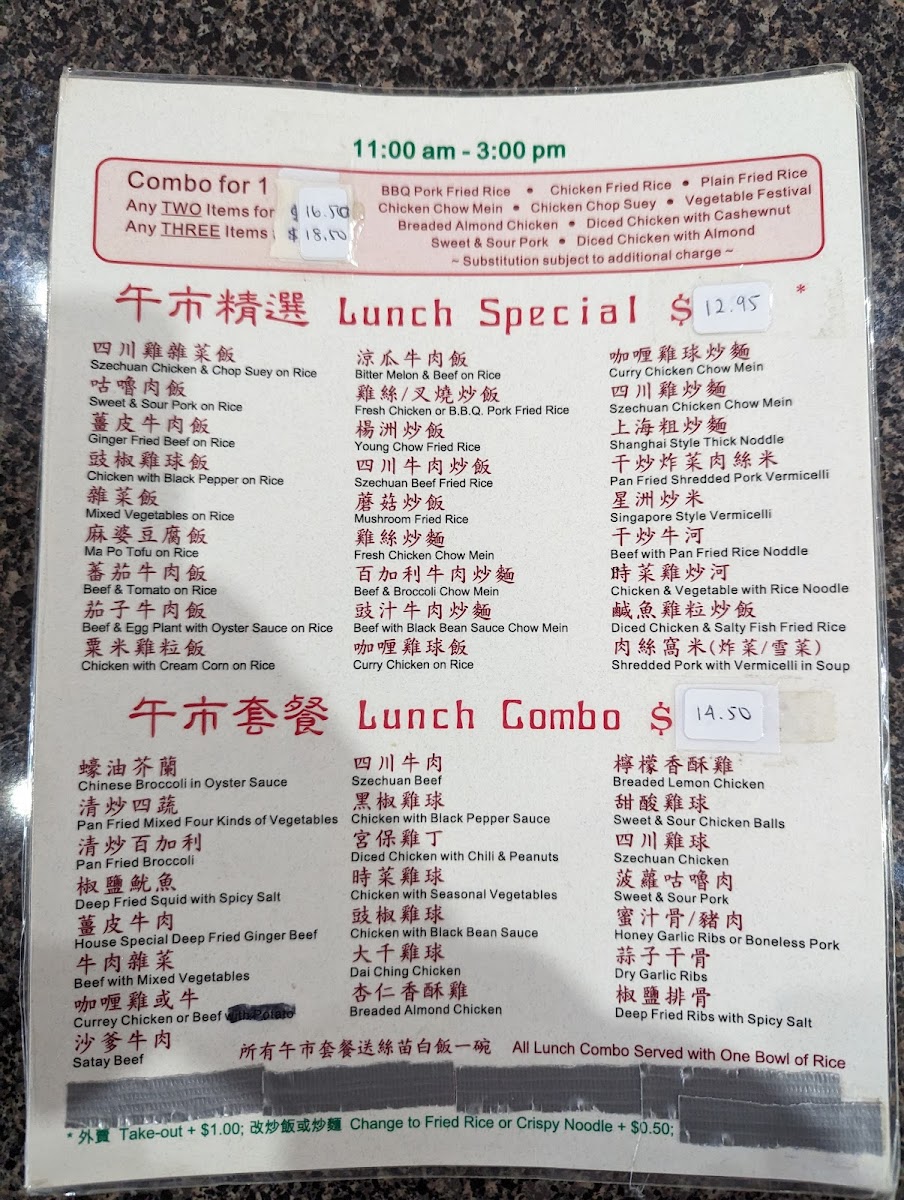 11:00 am - 3:00 pm
Combo for 1
Any TWO Items for $16.50
Any THREE Items $18.50
BBQ Pork Fried Rice • Chicken Fried Rice • Plain Fried Rice
Chicken Chow Mein • Chicken Chop Suey • Vegetable Festival
Breaded Almond Chicken • Diced Chicken with Cashewnut
Sweet & Sour Pork • Diced Chicken with Almond
~ Substitution subject to additional charge ~
午市精選 Lunch Special $12.95 *
四川雞雜菜飯
Szechuan Chicken & Chop Suey on Rice
咕嚕肉飯
Sweet & Sour Pork on Rice
薑皮牛肉飯
Ginger Fried Beef on Rice
豉椒雞球飯
Chicken with Black Pepper on Rice
雜菜飯
Mixed Vegetables on Rice
麻婆豆腐飯
Ma Po Tofu on Rice
蕃茄牛肉飯
Beef & Tomato on Rice
茄子牛肉飯
Beef & Egg Plant with Oyster Sauce on Rice
粟米雞粒飯
Chicken with Cream Corn on Rice
涼瓜牛肉飯
Bitter Melon & Beef on Rice
雞絲/叉燒炒飯
Fresh Chicken or B.B.Q. Pork Fried Rice
楊洲炒飯
Young Chow Fried Rice
四川牛肉炒飯
Szechuan Beef Fried Rice
蘑菇炒飯
Mushroom Fried Rice
雞絲炒麵
Fresh Chicken Chow Mein
百加利牛肉炒麵
Beef & Broccoli Chow Mein
豉汁牛肉炒麵
Beef with Black Bean Sauce Chow Mein
咖喱雞球飯
Curry Chicken on Rice
咖喱雞球炒麵
Curry Chicken Chow Mein
四川雞炒麵
Szechuan Chicken Chow Mein
上海粗炒麵
Shanghai Style Thick Noddle
干炒炸菜肉絲米
Pan Fried Shredded Pork Vermicelli
星洲炒米
Singapore Style Vermicelli
干炒牛河
Beef with Pan Fried Rice Noddle
時菜雞炒河
Chicken & Vegetable with Rice Noodle
鹹魚雞粒炒飯
Diced Chicken & Salty Fish Fried Rice
肉絲窩米(炸菜/雪菜)
Shredded Pork with Vermicelli in Soup
午市套餐 Lunch Combo $14.50
蠔油芥蘭
Chinese Broccoli in Oyster Sauce
清炒四蔬
Pan Fried Mixed Four Kinds of Vegetables
清炒百加利
Pan Fried Broccoli
椒鹽魷魚
Deep Fried Squid with Spicy Salt
薑皮牛肉
House Special Deep Fried Ginger Beef
牛肉雜菜
Beef with Mixed Vegetables
咖喱雞或牛
Currey Chicken or Beef with Potato
沙爹牛肉
Satay Beef
四川牛肉
Szechuan Beef
黑椒雞球
Chicken with Black Pepper Sauce
宮保雞丁
Diced Chicken with Chili & Peanuts
時菜雞球
Chicken with Seasonal Vegetables
豉椒雞球
Chicken with Black Bean Sauce
大千雞球
Dai Ching Chicken
杏仁香酥雞
Breaded Almond Chicken
檸檬香酥雞
Breaded Lemon Chicken
甜酸雞球
Sweet & Sour Chicken Balls
四川雞球
Szechuan Chicken
菠蘿咕嚕肉
Sweet & Sour Pork
蜜汁骨/豬肉
Honey Garlic Ribs or Boneless Pork
蒜子干骨
Dry Garlic Ribs
椒鹽排骨
Deep Fried Ribs with Spicy Salt
所有午市套餐送絲苗白飯一碗 All Lunch Combo Served with One Bowl of Rice
* 外賣 Take-out + $1.00; 改炒飯或炒麵 Change to Fried Rice or Crispy Noodle + $0.50;